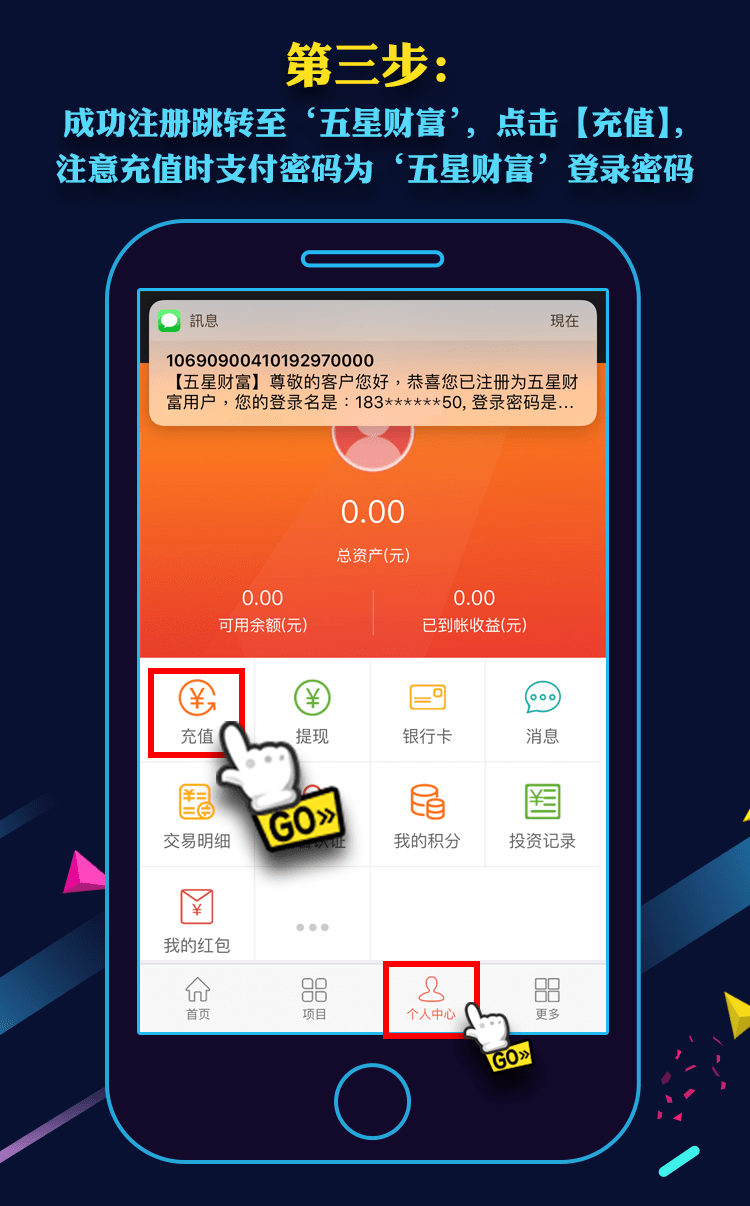 第三步:
成功注册跳转至‘五星财富’, 点击【充值】,
注意充值时支付密码为‘五星财富’登录密码
訊息
現在
10690900410192970000
【五星财富】尊敬的客户您好，恭喜您已注册为五星财
富用户，您的登录名是：183******50, 登录密码是...
0.00
总资产(元)
0.00
0.00
可用余额(元)
已到帐收益(元)
充值
提现
银行卡
消息
交易明细
认证
我的积分
投资记录
GO»
我的红包
首页
项目
个人中心
更多
GO»